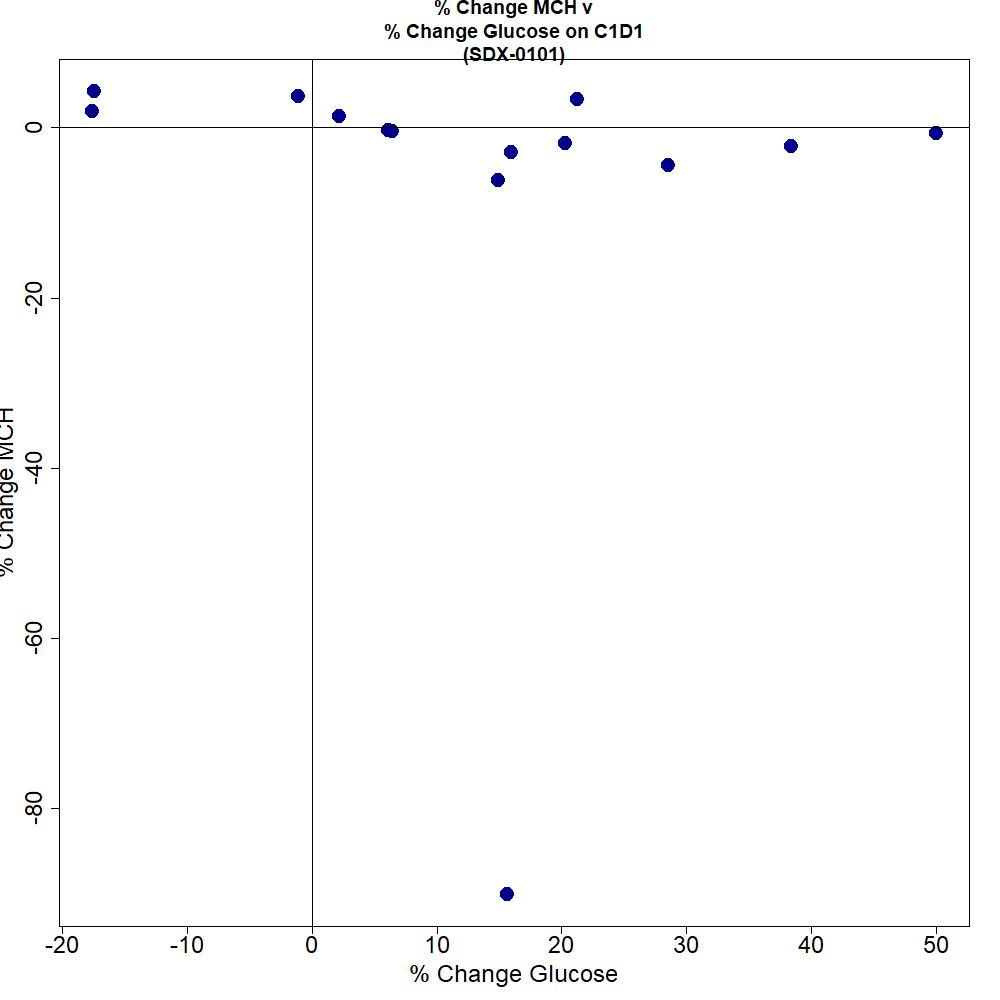 % Change MCH v
% Change Glucose on C1D1
(SDX-0101)
0
-20
-40
-60
-80
% Change MCH
-20 -10 0 10 20 30 40 50
% Change Glucose